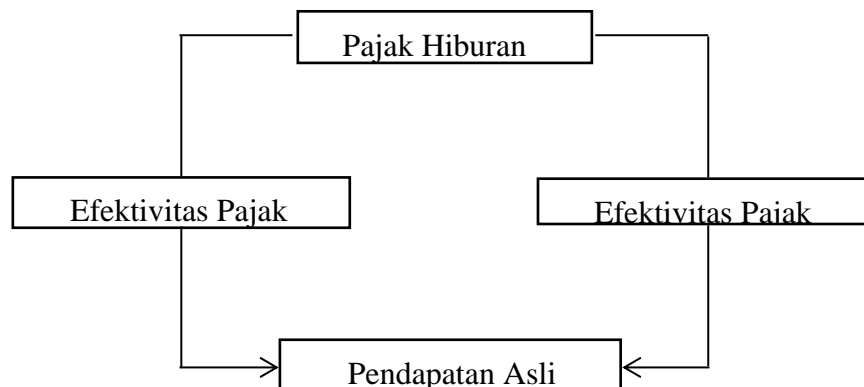 Pajak Hiburan
Efektivitas Pajak
Efektivitas Pajak
Pendapatan Asli